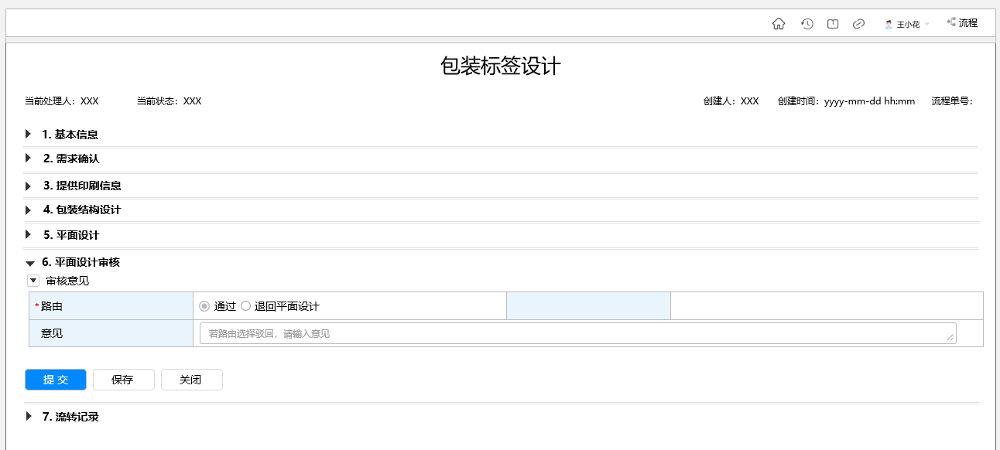 王小花 流程
包装标签设计
当前处理人：XXX 当前状态：XXX 创建人：XXX 创建时间：yyyy-mm-dd hh:mm 流程单号：
1. 基本信息
2. 需求确认
3. 提供印刷信息
4. 包装结构设计
5. 平面设计
6. 平面设计审核
审核意见
*路由 通过 退回平面设计
意见 若路由选择驳回，请输入意见
提 交 保存 关闭
7. 流转记录